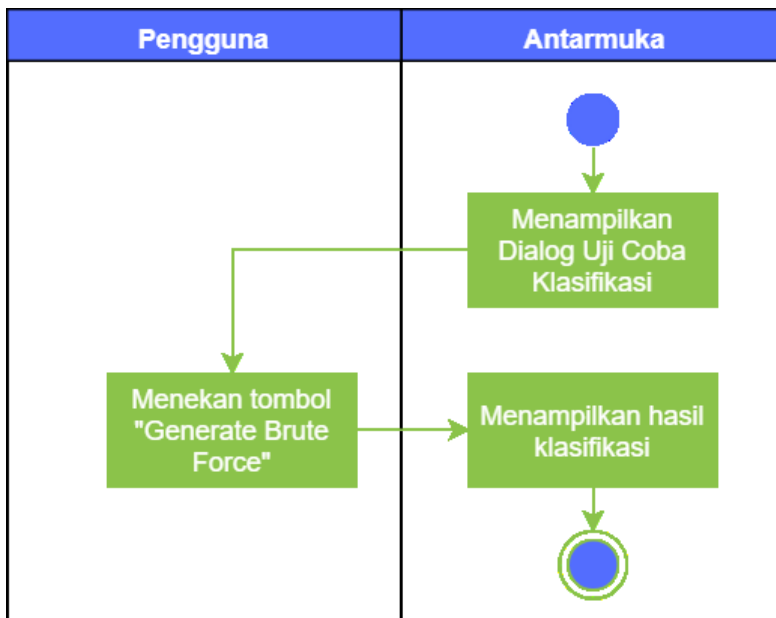 Pengguna
Antarmuka
Menampilkan
Dialog Uji Coba
Klasifikasi
Menekan tombol
"Generate Brute
Force"
Menampilkan hasil
klasifikasi